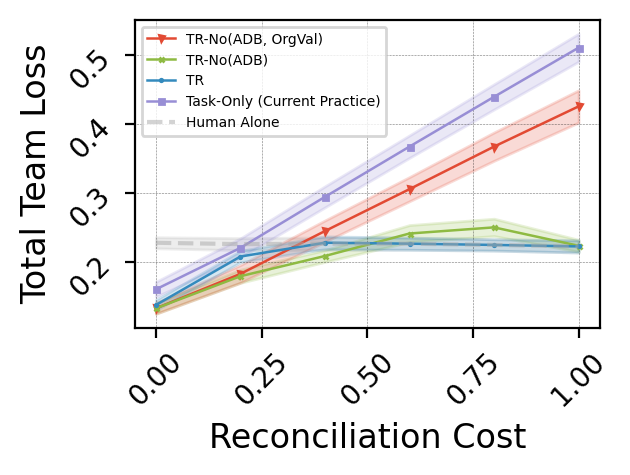 TR-No(ADB, OrgVal)
TR-No(ADB)
TR
Task-Only (Current Practice)
Human Alone
Total Team Loss
0.5
0.4
0.3
0.2
0.00
0.25
0.50
0.75
1.00
Reconciliation Cost